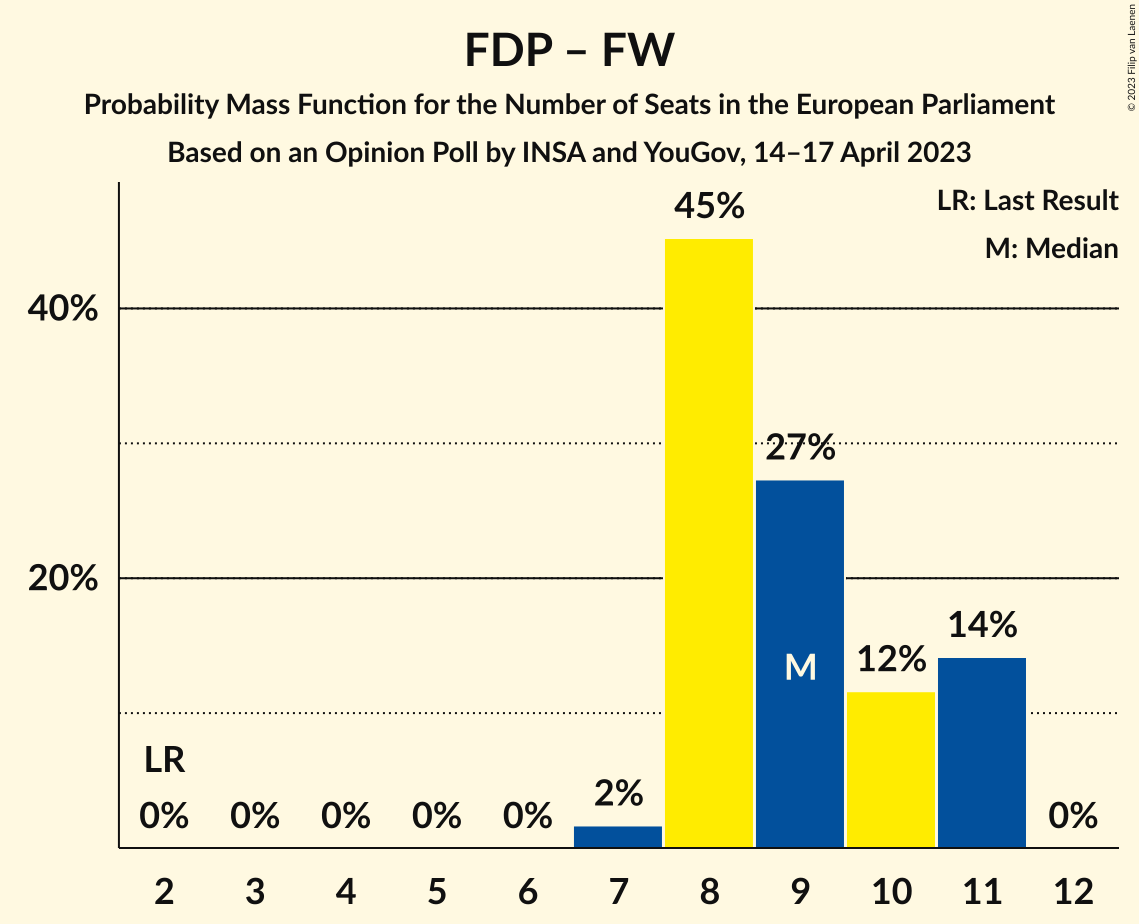 FDP – FW
Probability Mass Function for the Number of Seats in the European Parliament
Based on an Opinion Poll by INSA and YouGov, 14–17 April 2023
© 2023 Filip van Laenen
LR: Last Result
M: Median
45%
40%
27%
20%
14%
12%
M
LR
2%
0% 0% 0% 0% 0% 0%
2 3 4 5 6 7 8 9 10 11 12